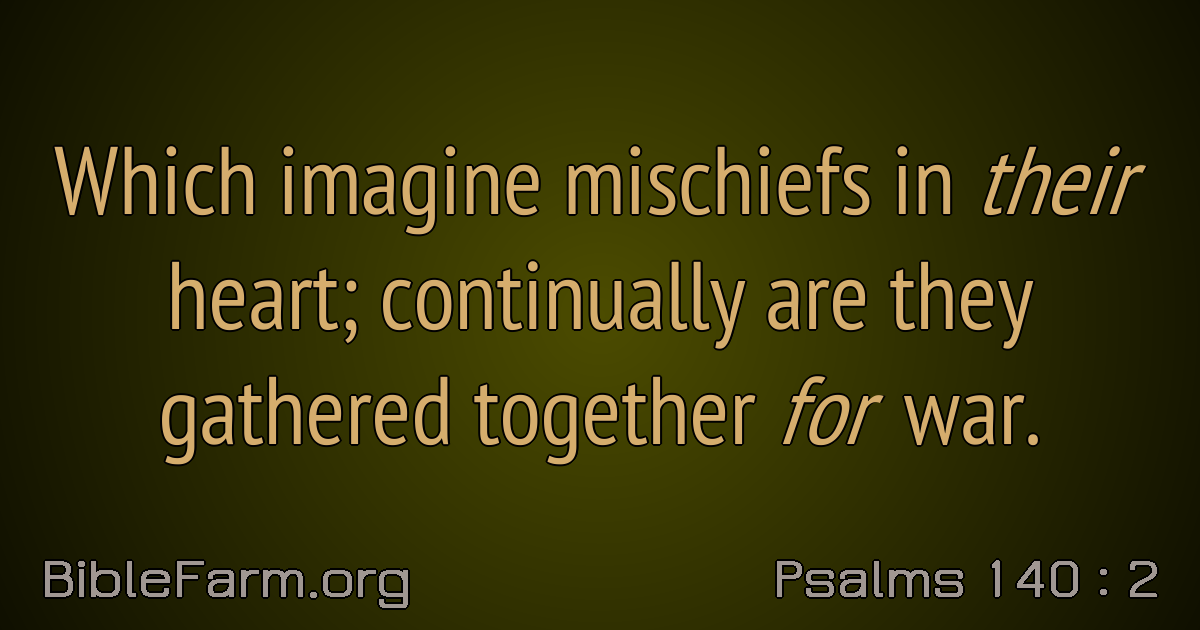 Which imagine mischiefs in their
heart; continually are they
gathered together for war.
BibleFarm.org
Psalms 140 : 2